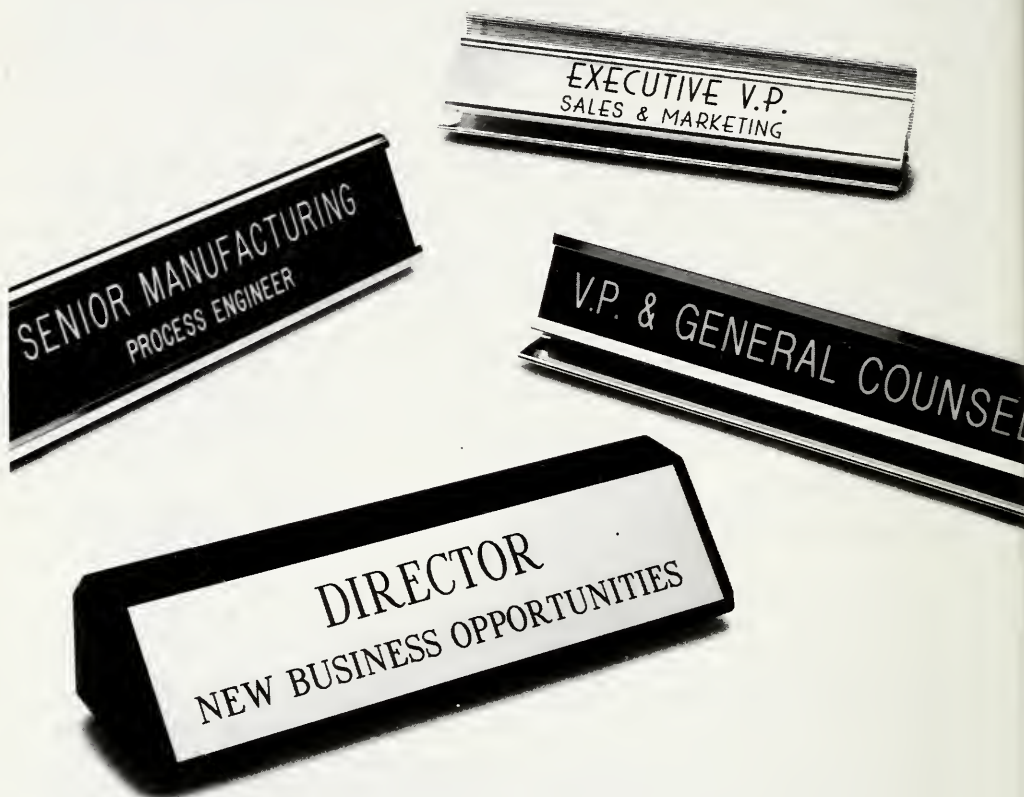 EXECUTIVE V.P.
SALES & MARKETING
SENIOR MANUFACTURING
PROCESS ENGINEER
V.P. & GENERAL COUNSEL
DIRECTOR
NEW BUSINESS OPPORTUNITIES